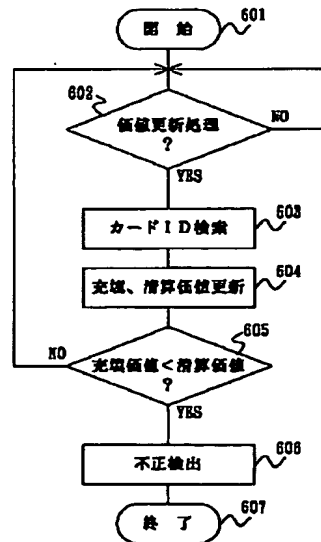 開 始
601
602
価値更新処理
?
NO
YES
カードID検索
603
充填、清算価値更新
604
605
NO
充填価値<清算価値
?
YES
不正検出
606
終 了
607